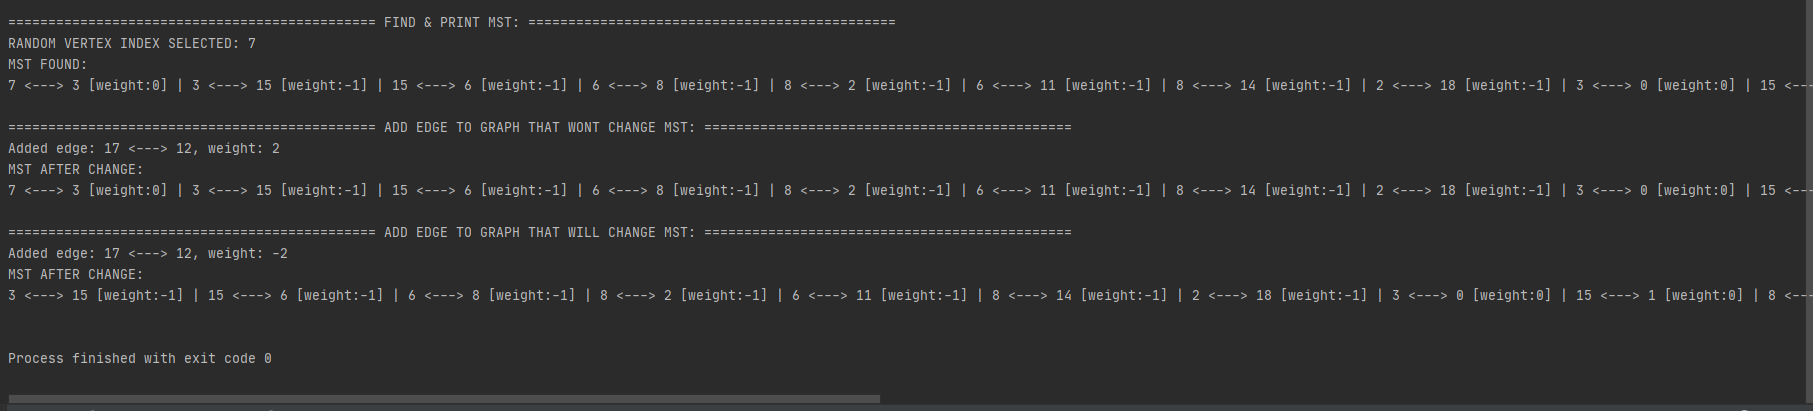 ============================================== FIND & PRINT MST: ==============================================
RANDOM VERTEX INDEX SELECTED: 7
MST FOUND:
7 <---> 3 [weight:0] | 3 <---> 15 [weight:-1] | 15 <---> 6 [weight:-1] | 6 <---> 8 [weight:-1] | 8 <---> 2 [weight:-1] | 6 <---> 11 [weight:-1] | 8 <---> 14 [weight:-1] | 2 <---> 18 [weight:-1] | 3 <---> 0 [weight:0] | 15 <---
============================================== ADD EDGE TO GRAPH THAT WONT CHANGE MST: ==============================================
Added edge: 17 <---> 12, weight: 2
MST AFTER CHANGE:
7 <---> 3 [weight:0] | 3 <---> 15 [weight:-1] | 15 <---> 6 [weight:-1] | 6 <---> 8 [weight:-1] | 8 <---> 2 [weight:-1] | 6 <---> 11 [weight:-1] | 8 <---> 14 [weight:-1] | 2 <---> 18 [weight:-1] | 3 <---> 0 [weight:0] | 15 <---
============================================== ADD EDGE TO GRAPH THAT WILL CHANGE MST: ==============================================
Added edge: 17 <---> 12, weight: -2
MST AFTER CHANGE:
3 <---> 15 [weight:-1] | 15 <---> 6 [weight:-1] | 6 <---> 8 [weight:-1] | 8 <---> 2 [weight:-1] | 6 <---> 11 [weight:-1] | 8 <---> 14 [weight:-1] | 2 <---> 18 [weight:-1] | 3 <---> 0 [weight:0] | 15 <---> 1 [weight:0] | 8 <---
Process finished with exit code 0